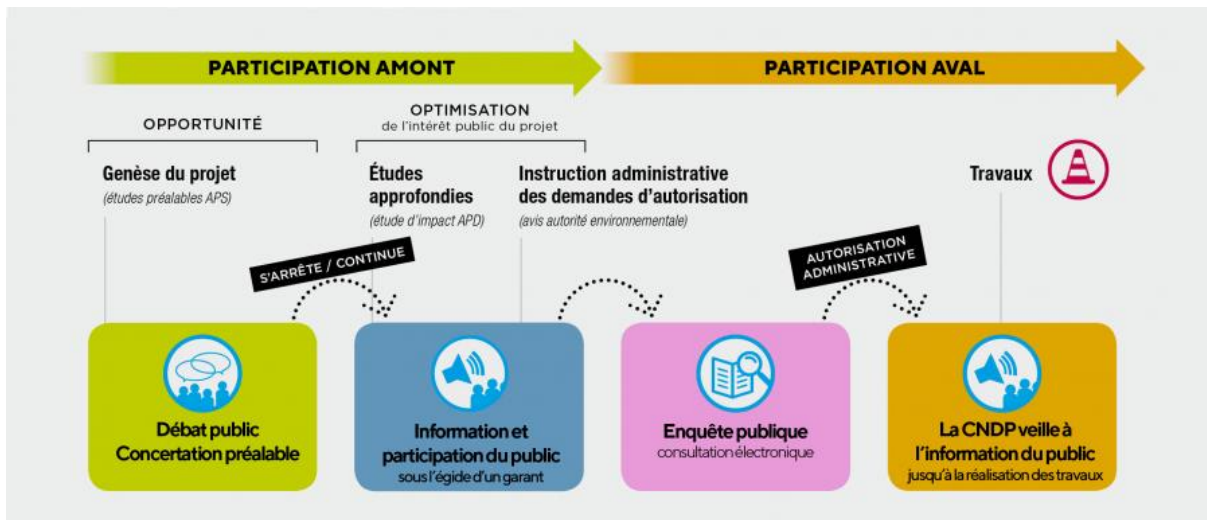 PARTICIPATION AMONT
PARTICIPATION AVAL
OPPORTUNITÉ
OPTIMISATION
de l'intérêt public du projet
Genèse du projet
(études préalables APS)
Études
approfondies
(étude d'impact APD)
Instruction administrative
des demandes d'autorisation
(avis autorité environnementale)
Travaux
S'ARRÊTE / CONTINUE
AUTORISATION
ADMINISTRATIVE
Débat public
Concertation préalable
Information et
participation du public
sous l'égide d'un garant
Enquête publique
consultation électronique
La CNDP veille à
l'information du public
jusqu'à la réalisation des travaux